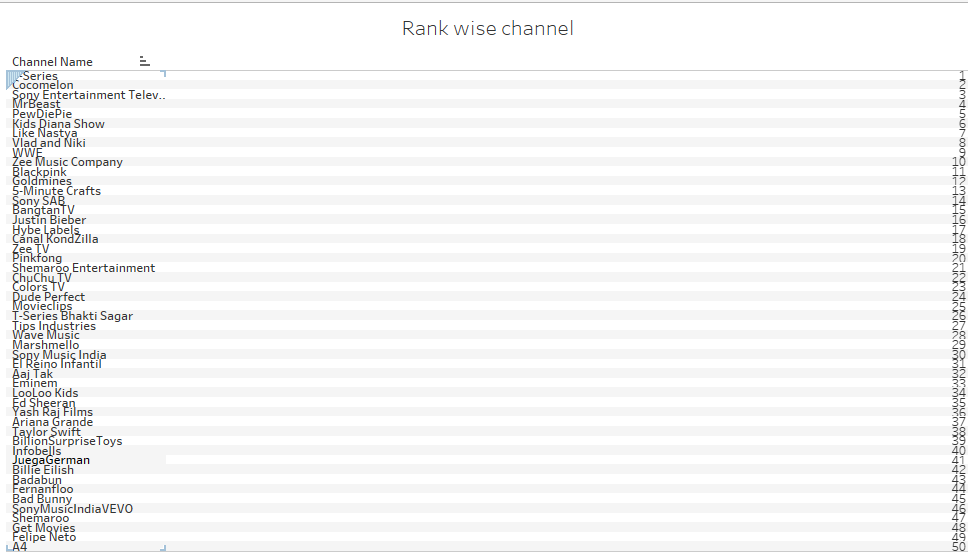 Rank wise channel
Channel Name
-Series 1
Cocomelon 2
Sony Entertainment Telev.. 3
MrBeast 4
PewDiePie 5
Kids Diana Show 6
Like Nastya 7
Vlad and Niki 8
WWE 9
Zee Music Company 10
Blackpink 11
Goldmines 12
5-Minute Crafts 13
Sony SAB 14
BangtanTV 15
Justin Bieber 16
Hybe Labels 17
Canal KondZilla 18
Zee TV 19
Pinkfong 20
Shemaroo Entertainment 21
ChuChu TV 22
Colors TV 23
Dude Perfect 24
Movieclips 25
T-Series Bhakti Sagar 26
Tips Industries 27
Wave Music 28
Marshmello 29
Sony Music India 30
El Reino Infantil 31
Aaj Tak 32
Eminem 33
LooLoo Kids 34
Ed Sheeran 35
Yash Raj Films 36
Ariana Grande 37
Taylor Swift 38
BillionSurpriseToys 39
Infobells 40
JuegaGerman 41
Billie Eilish 42
Badabun 43
Fernanfloo 44
Bad Bunny 45
SonyMusicIndiaVEVO 46
Shemaroo 47
Get Movies 48
Felipe Neto 49
A4 50